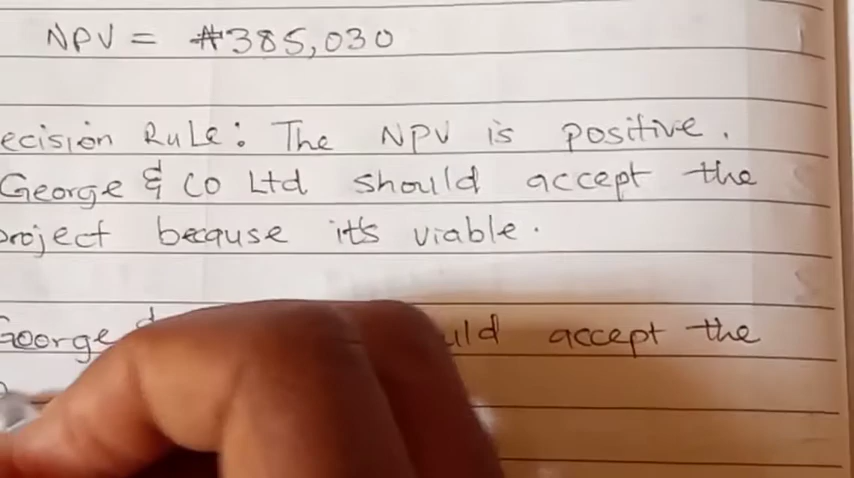 NPV = ₦385,030
ecision Rule: The NPV is positive.
George & Co Ltd should accept the
project because it's viable.
George & uld accept the